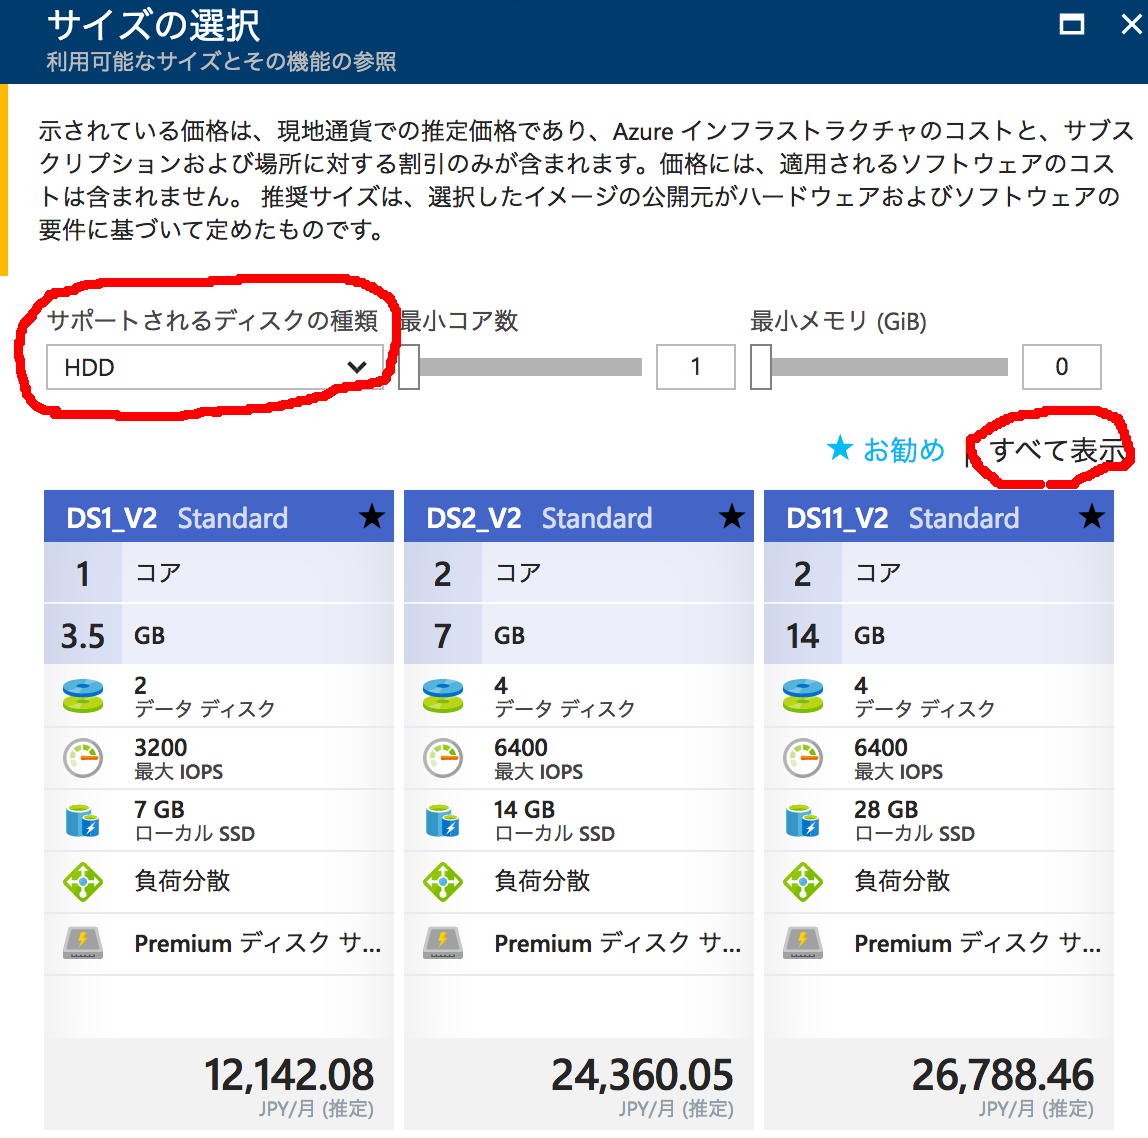 サイズの選択
利用可能なサイズとその機能の参照
示されている価格は、現地通貨での推定価格であり、Azure インフラストラクチャのコストと、サブス
クリプションおよび場所に対する割引のみが含まれます。価格には、適用されるソフトウェアのコス
トは含まれません。 推奨サイズは、選択したイメージの公開元がハードウェアおよびソフトウェアの
要件に基づいて定めたものです。
サポートされるディスクの種類 最小コア数 最小メモリ (GiB)
HDD 1 0
★ お勧め | すべて表示
DS1_V2 Standard ★
1 コア
3.5 GB
2
データ ディスク
3200
最大 IOPS
7 GB
ローカル SSD
負荷分散
Premium ディスク サ...
12,142.08
JPY/月 (推定)
DS2_V2 Standard ★
2 コア
7 GB
4
データ ディスク
6400
最大 IOPS
14 GB
ローカル SSD
負荷分散
Premium ディスク サ...
24,360.05
JPY/月 (推定)
DS11_V2 Standard ★
2 コア
14 GB
4
データ ディスク
6400
最大 IOPS
28 GB
ローカル SSD
負荷分散
Premium ディスク サ...
26,788.46
JPY/月 (推定)